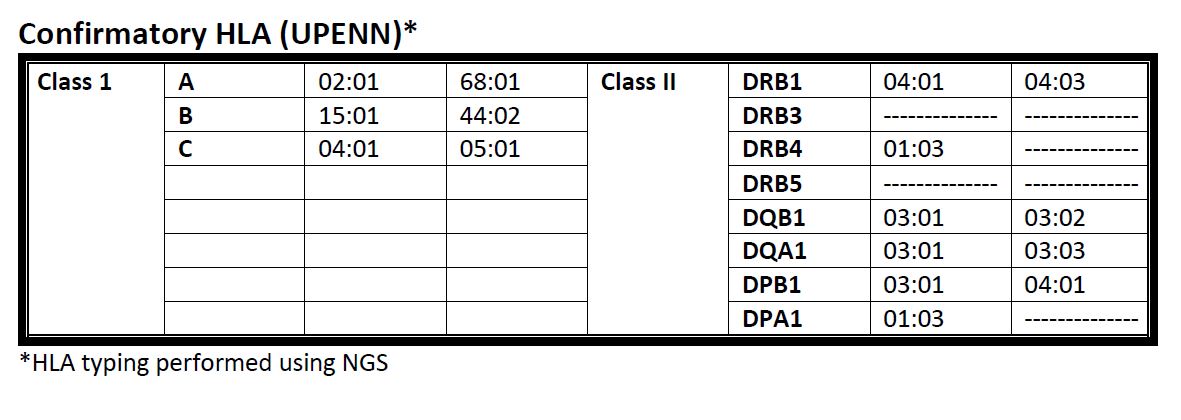 Confirmatory HLA (UPENN)*
Class 1 A 02:01 68:01 Class II DRB1 04:01 04:03
B 15:01 44:02 DRB3 -------------- --------------
C 04:01 05:01 DRB4 01:03 --------------
DRB5 -------------- --------------
DQB1 03:01 03:02
DQA1 03:01 03:03
DPB1 03:01 04:01
DPA1 01:03 --------------
*HLA typing performed using NGS